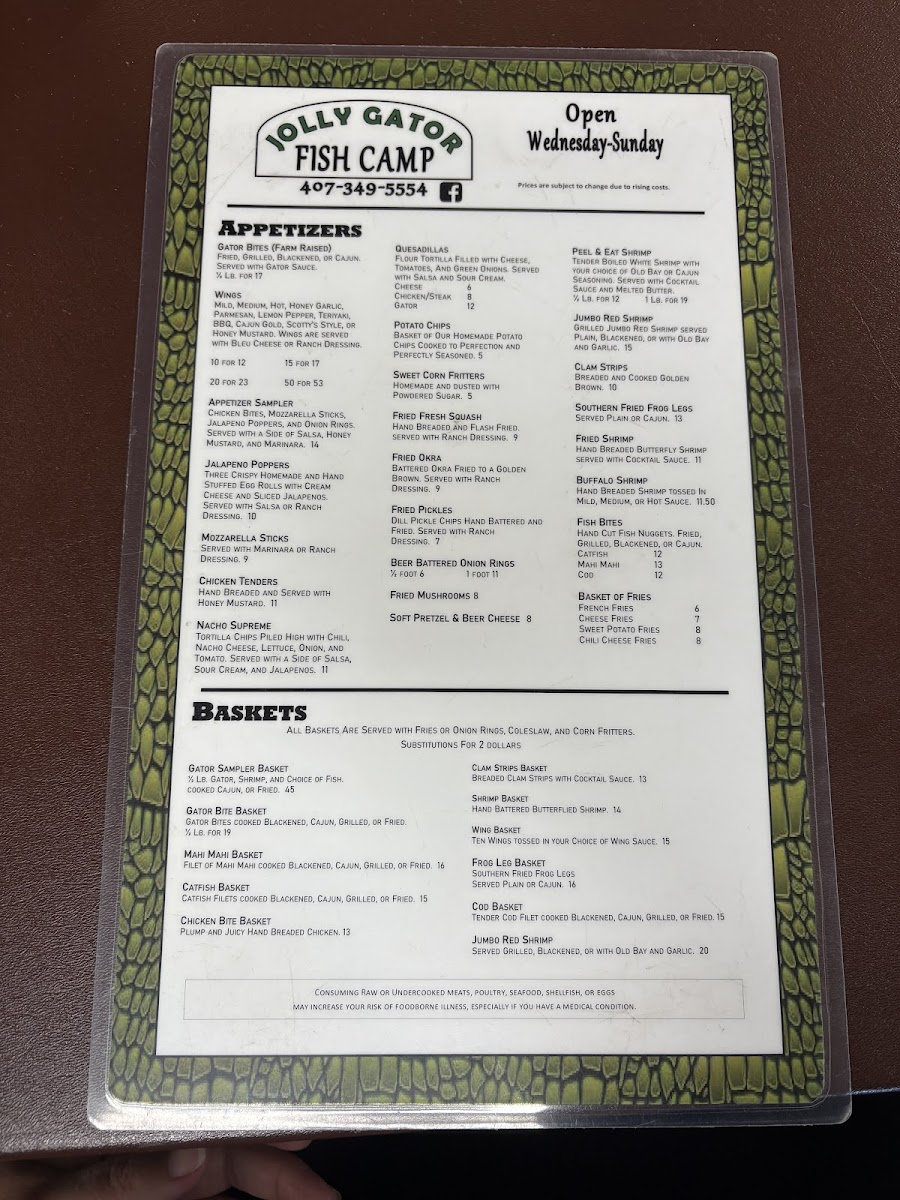 JOLLY GATOR
FISH CAMP
407-349-5554
Open
Wednesday-Sunday
Prices are subject to change due to rising costs.
APPETIZERS
GATOR BITES (FARM RAISED)
FRIED, GRILLED, BLACKENED, OR CAJUN.
SERVED WITH GATOR SAUCE.
½ LB. FOR 17
WINGS
MILD, MEDIUM, HOT, HONEY GARLIC,
PARMESAN, LEMON PEPPER, TERIYAKI,
BBQ, CAJUN GOLD, SCOTTY'S STYLE, OR
HONEY MUSTARD. WINGS ARE SERVED
WITH BLEU CHEESE OR RANCH DRESSING.
10 FOR 12 15 FOR 17
20 FOR 23 50 FOR 53
APPETIZER SAMPLER
CHICKEN BITES, MOZZARELLA STICKS,
JALAPENO POPPERS, AND ONION RINGS.
SERVED WITH A SIDE OF SALSA, HONEY
MUSTARD, AND MARINARA. 14
JALAPENO POPPERS
THREE CRISPY HOMEMADE AND HAND
STUFFED EGG ROLLS WITH CREAM
CHEESE AND SLICED JALAPENOS.
SERVED WITH SALSA OR RANCH
DRESSING. 10
MOZZARELLA STICKS
SERVED WITH MARINARA OR RANCH
DRESSING. 9
CHICKEN TENDERS
HAND BREADED AND SERVED WITH
HONEY MUSTARD. 11
NACHO SUPREME
TORTILLA CHIPS PILED HIGH WITH CHILI,
NACHO CHEESE, LETTUCE, ONION, AND
TOMATO. SERVED WITH A SIDE OF SALSA,
SOUR CREAM, AND JALAPENOS. 11
QUESADILLAS
FLOUR TORTILLA FILLED WITH CHEESE,
TOMATOES, AND GREEN ONIONS. SERVED
WITH SALSA AND SOUR CREAM.
CHEESE 6
CHICKEN/STEAK 8
GATOR 12
POTATO CHIPS
BASKET OF OUR HOMEMADE POTATO
CHIPS COOKED TO PERFECTION AND
PERFECTLY SEASONED. 5
SWEET CORN FRITTERS
HOMEMADE AND DUSTED WITH
POWDERED SUGAR. 5
FRIED FRESH SQUASH
HAND BREADED AND FLASH FRIED.
SERVED WITH RANCH DRESSING. 9
FRIED OKRA
BATTERED OKRA FRIED TO A GOLDEN
BROWN. SERVED WITH RANCH
DRESSING. 9
FRIED PICKLES
DILL PICKLE CHIPS HAND BATTERED AND
FRIED. SERVED WITH RANCH
DRESSING. 7
BEER BATTERED ONION RINGS
½ FOOT 6 1 FOOT 11
FRIED MUSHROOMS 8
SOFT PRETZEL & BEER CHEESE 8
PEEL & EAT SHRIMP
TENDER BOILED WHITE SHRIMP WITH
YOUR CHOICE OF OLD BAY OR CAJUN
SEASONING. SERVED WITH COCKTAIL
SAUCE AND MELTED BUTTER.
½ LB. FOR 12 1 LB. FOR 19
JUMBO RED SHRIMP
GRILLED JUMBO RED SHRIMP SERVED
PLAIN, BLACKENED, OR WITH OLD BAY
AND GARLIC. 15
CLAM STRIPS
BREADED AND COOKED GOLDEN
BROWN. 10
SOUTHERN FRIED FROG LEGS
SERVED PLAIN OR CAJUN. 13
FRIED SHRIMP
HAND BREADED BUTTERFLY SHRIMP
SERVED WITH COCKTAIL SAUCE. 11
BUFFALO SHRIMP
HAND BREADED SHRIMP TOSSED IN
MILD, MEDIUM, OR HOT SAUCE. 11.50
FISH BITES
HAND CUT FISH NUGGETS. FRIED,
GRILLED, BLACKENED, OR CAJUN.
CATFISH 12
MAHI MAHI 13
COD 12
BASKET OF FRIES
FRENCH FRIES 6
CHEESE FRIES 7
SWEET POTATO FRIES 8
CHILI CHEESE FRIES 8
BASKETS
ALL BASKETS ARE SERVED WITH FRIES OR ONION RINGS, COLESLAW, AND CORN FRITTERS.
SUBSTITUTIONS FOR 2 DOLLARS
GATOR SAMPLER BASKET
½ LB. GATOR, SHRIMP, AND CHOICE OF FISH.
COOKED CAJUN, OR FRIED. 45
GATOR BITE BASKET
GATOR BITES COOKED BLACKENED, CAJUN, GRILLED, OR FRIED.
½ LB. FOR 19
MAHI MAHI BASKET
FILET OF MAHI MAHI COOKED BLACKENED, CAJUN, GRILLED, OR FRIED. 16
CATFISH BASKET
CATFISH FILETS COOKED BLACKENED, CAJUN, GRILLED, OR FRIED. 15
CHICKEN BITE BASKET
PLUMP AND JUICY HAND BREADED CHICKEN. 13
CLAM STRIPS BASKET
BREADED CLAM STRIPS WITH COCKTAIL SAUCE. 13
SHRIMP BASKET
HAND BATTERED BUTTERFLIED SHRIMP. 14
WING BASKET
TEN WINGS TOSSED IN YOUR CHOICE OF WING SAUCE. 15
FROG LEG BASKET
SOUTHERN FRIED FROG LEGS
SERVED PLAIN OR CAJUN. 16
COD BASKET
TENDER COD FILET COOKED BLACKENED, CAJUN, GRILLED, OR FRIED. 15
JUMBO RED SHRIMP
SERVED GRILLED, BLACKENED, OR WITH OLD BAY AND GARLIC. 20
CONSUMING RAW OR UNDERCOOKED MEATS, POULTRY, SEAFOOD, SHELLFISH, OR EGGS
MAY INCREASE YOUR RISK OF FOODBORNE ILLNESS, ESPECIALLY IF YOU HAVE A MEDICAL CONDITION.